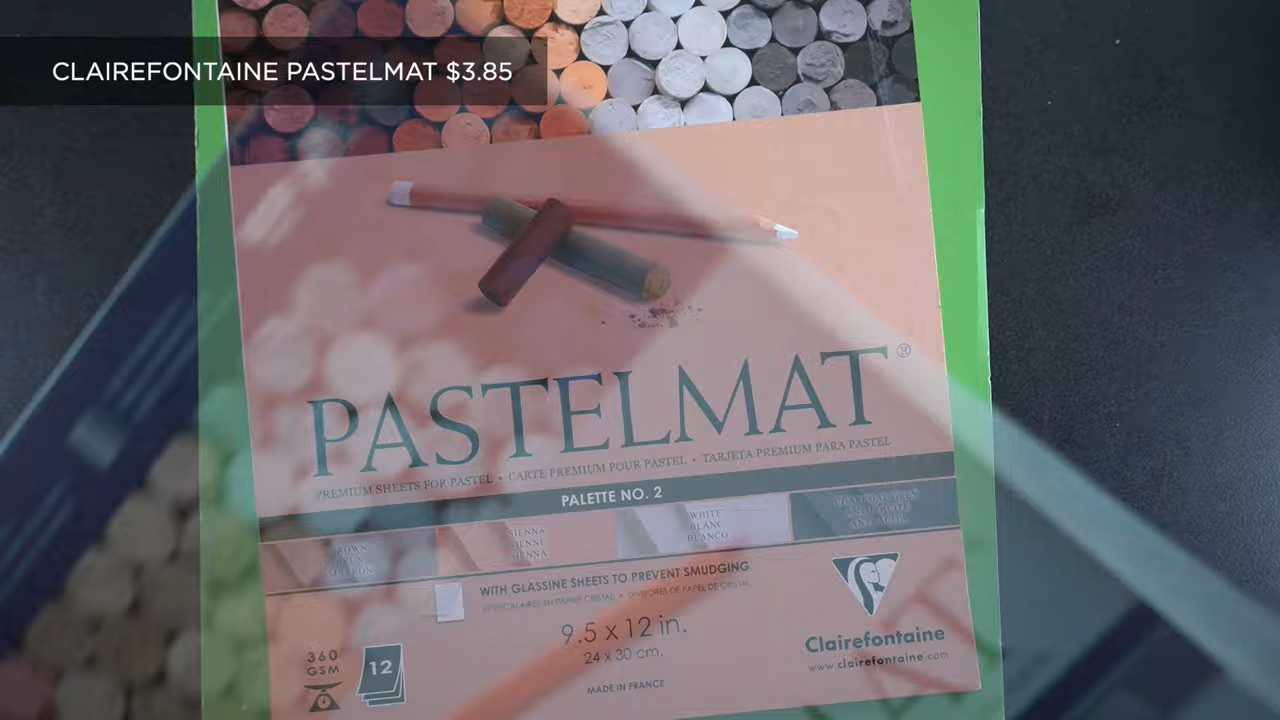 CLAIREFONTAINE PASTELMAT $3.85
PASTELMAT®
PREMIUM SHEETS FOR PASTEL • CARTE PREMIUM POUR PASTEL • TARJETA PREMIUM PARA PASTEL
PALETTE NO. 2
SIENNA
SIENNE
SIENNA
WHITE
BLANC
BLANCO
WITH GLASSINE SHEETS TO PREVENT SMUDGING
9.5 x 12 in.
24 x 30 cm.
360
GSM
12
MADE IN FRANCE
Clairefontaine
www.clairefontaine.com